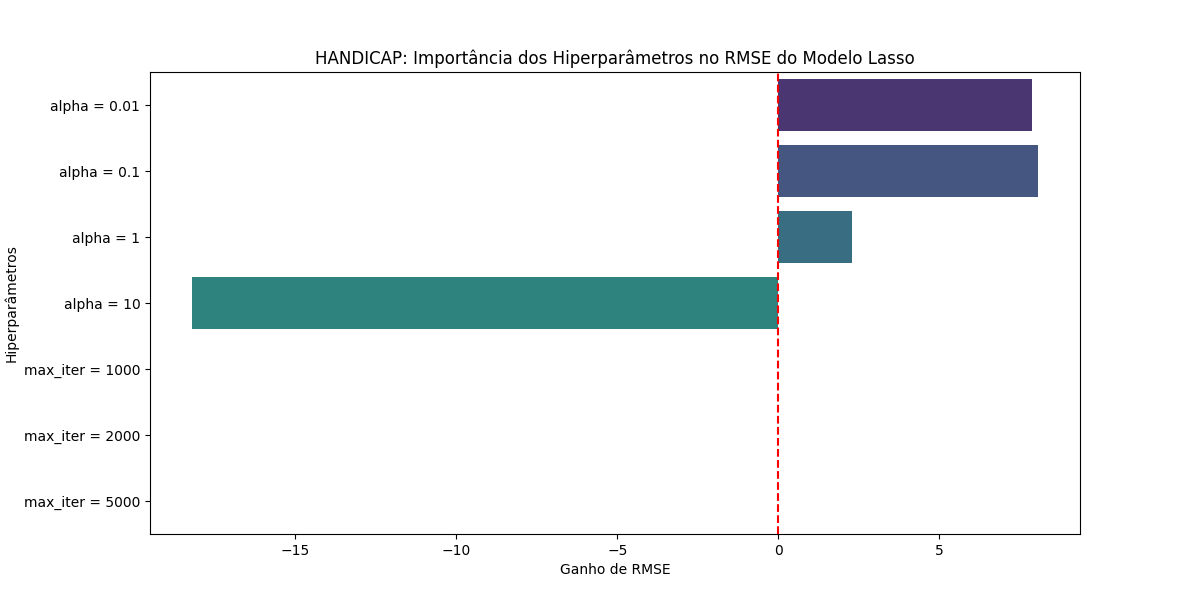 HANDICAP: Importância dos Hiperparâmetros no RMSE do Modelo Lasso
Hiperparâmetros
alpha = 0.01
alpha = 0.1
alpha = 1
alpha = 10
max_iter = 1000
max_iter = 2000
max_iter = 5000
−15
−10
−5
0
5
Ganho de RMSE